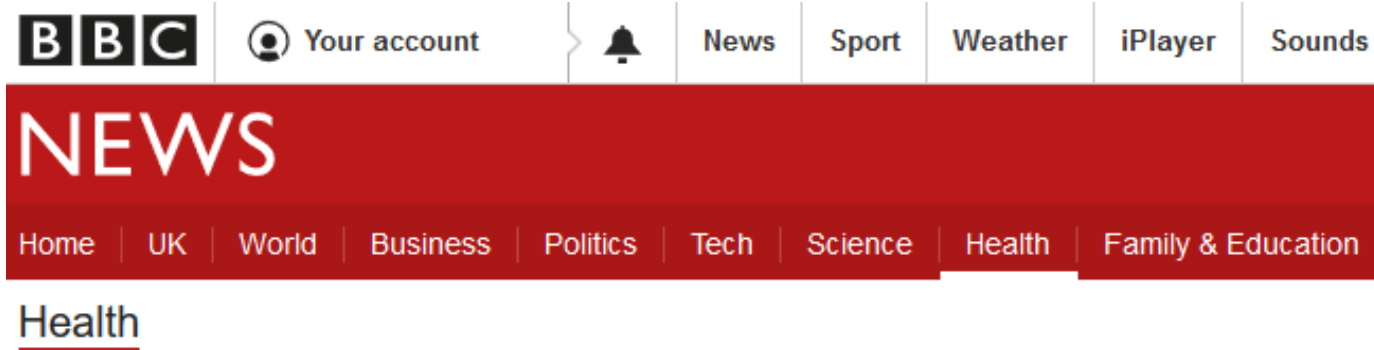 BBC Your account News Sport Weather iPlayer Sounds
NEWS
Home UK World Business Politics Tech Science Health Family & Education
Health